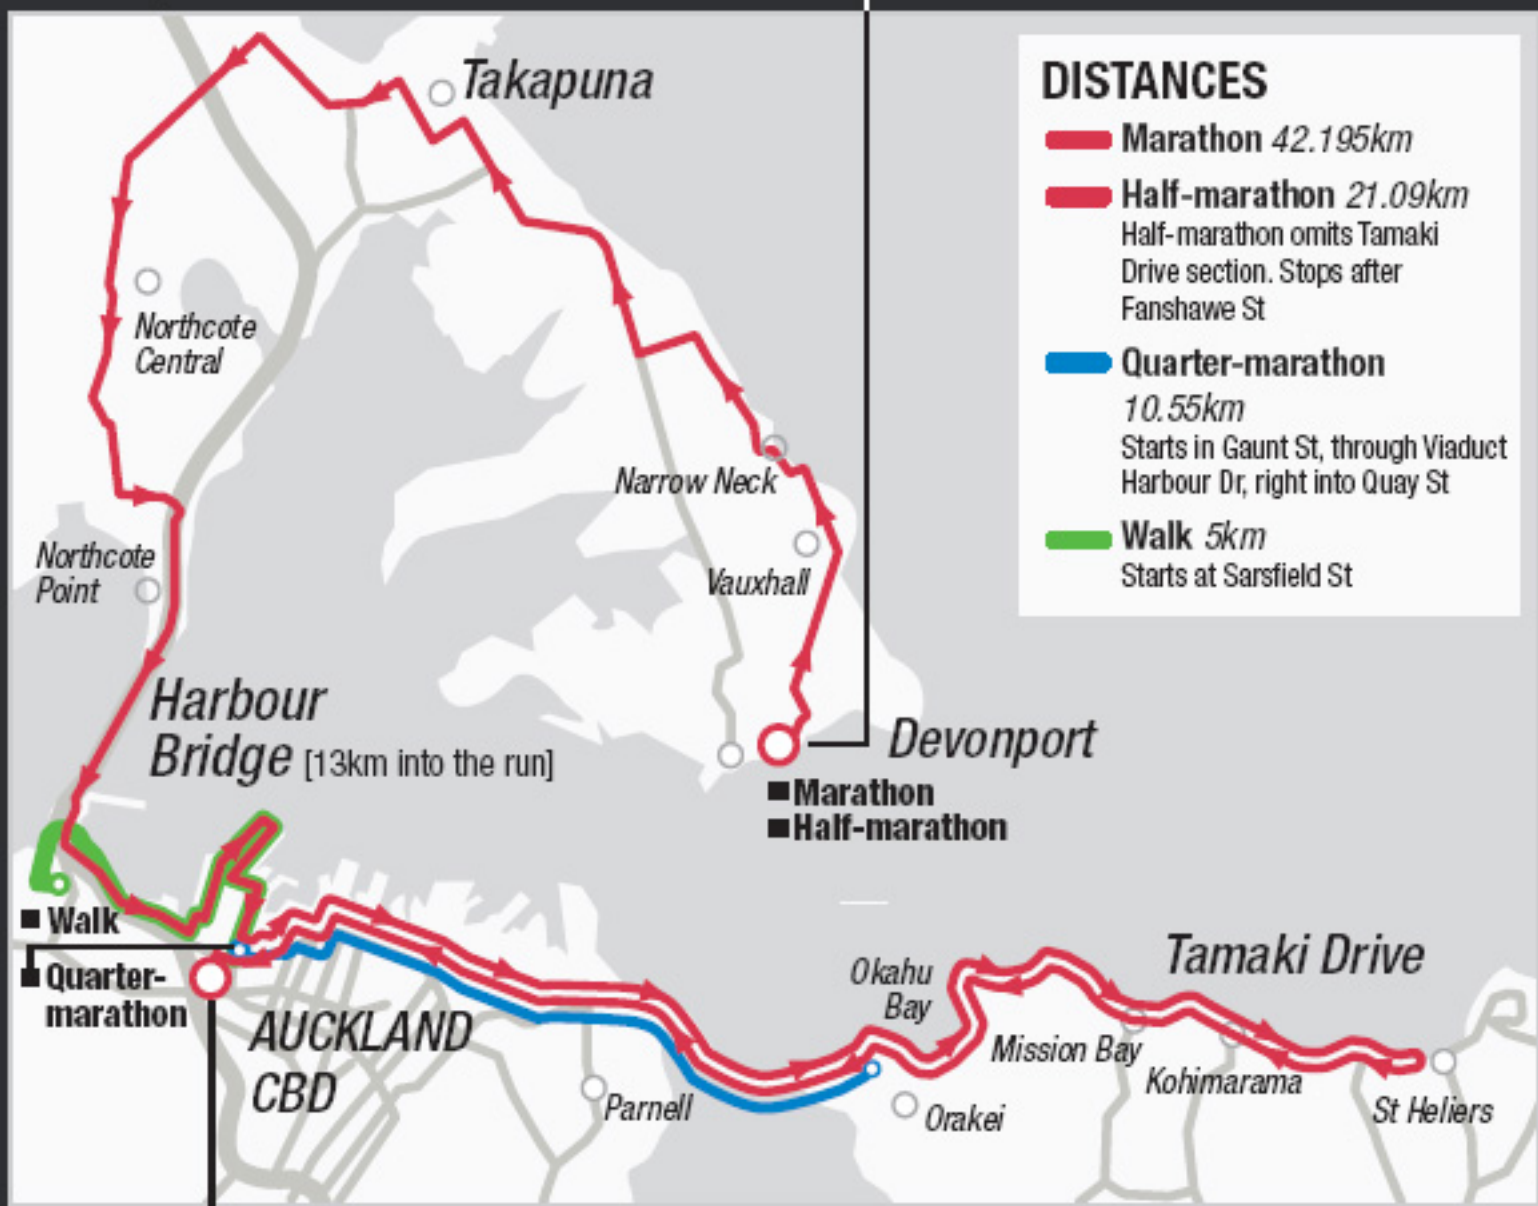 Takapuna
Northcote
Central
Narrow Neck
Northcote
Point
Vauxhall
Harbour
Bridge [13km into the run]
Devonport
■ Marathon
■ Half-marathon
■ Walk
■ Quarter-
marathon
AUCKLAND
CBD
Parnell
Okahu
Bay
Orakei
Mission Bay
Tamaki Drive
Kohimarama
St Heliers
DISTANCES
Marathon 42.195km
Half-marathon 21.09km
Half-marathon omits Tamaki
Drive section. Stops after
Fanshawe St
Quarter-marathon
10.55km
Starts in Gaunt St, through Viaduct
Harbour Dr, right into Quay St
Walk 5km
Starts at Sarsfield St